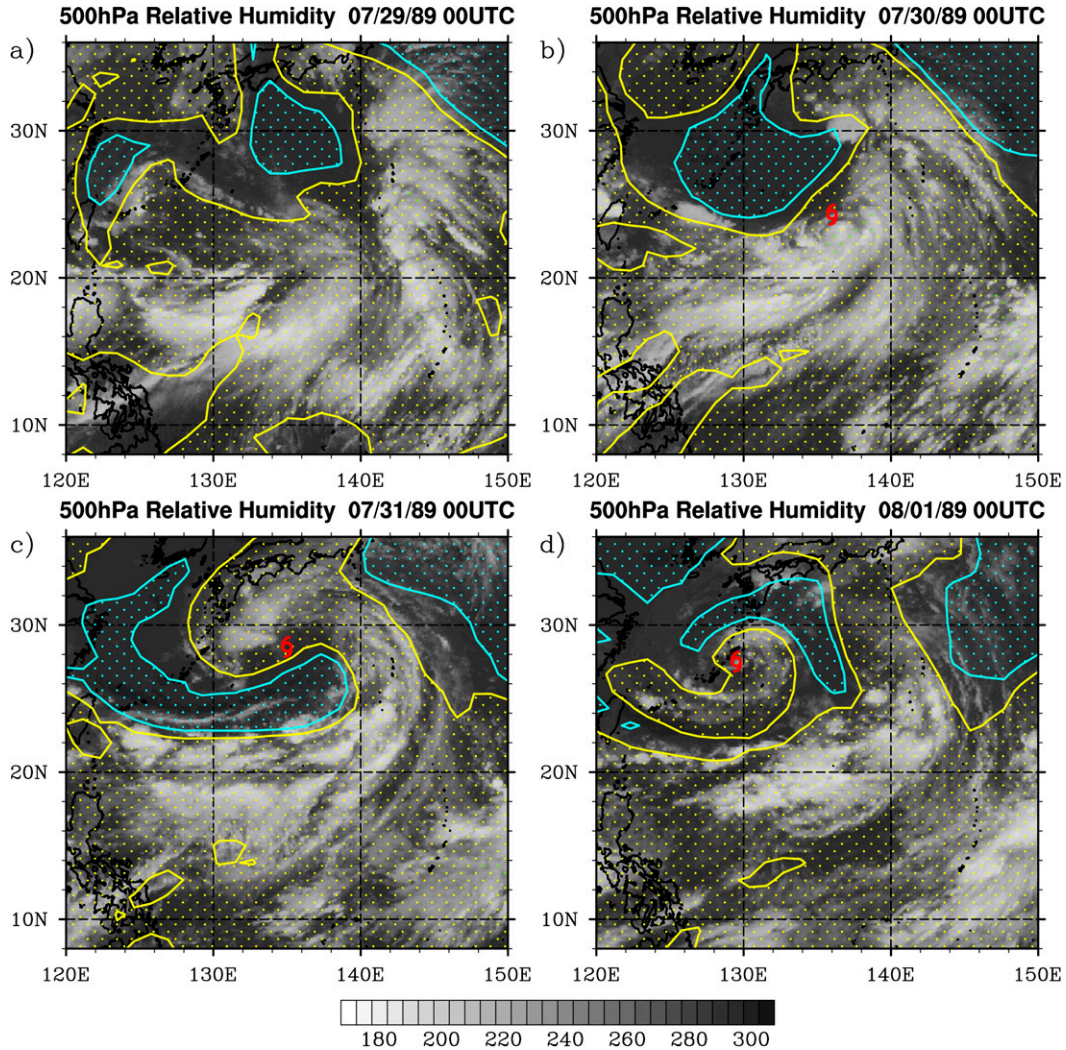 500hPa Relative Humidity 07/29/89 00UTC
a)
30N
20N
10N
120E 130E 140E 150E
500hPa Relative Humidity 07/30/89 00UTC
b)
30N
20N
10N
120E 130E 140E 150E
500hPa Relative Humidity 07/31/89 00UTC
c)
30N
20N
10N
120E 130E 140E 150E
500hPa Relative Humidity 08/01/89 00UTC
d)
30N
20N
10N
120E 130E 140E 150E
180 200 220 240 260 280 300